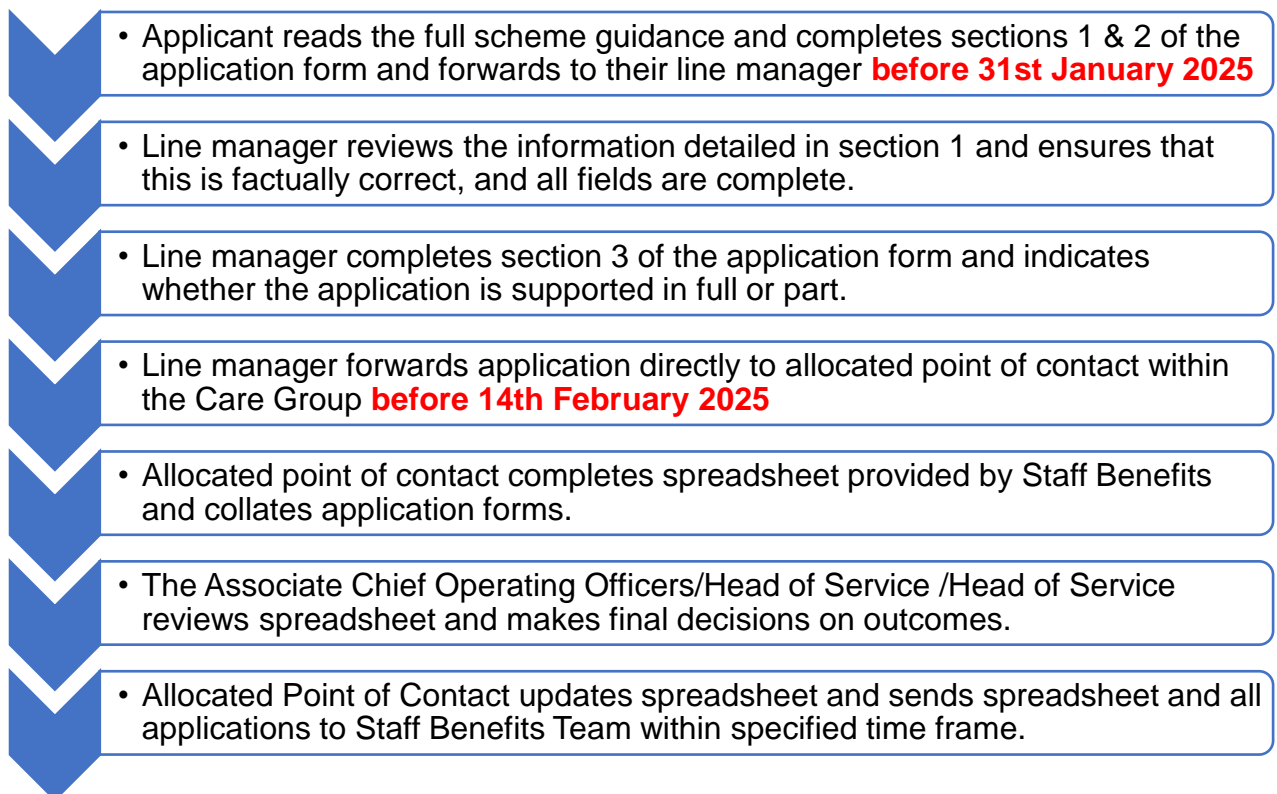 • Applicant reads the full scheme guidance and completes sections 1 & 2 of the
application form and forwards to their line manager before 31st January 2025
• Line manager reviews the information detailed in section 1 and ensures that
this is factually correct, and all fields are complete.
• Line manager completes section 3 of the application form and indicates
whether the application is supported in full or part.
• Line manager forwards application directly to allocated point of contact within
the Care Group before 14th February 2025
• Allocated point of contact completes spreadsheet provided by Staff Benefits
and collates application forms.
• The Associate Chief Operating Officers/Head of Service /Head of Service
reviews spreadsheet and makes final decisions on outcomes.
• Allocated Point of Contact updates spreadsheet and sends spreadsheet and all
applications to Staff Benefits Team within specified time frame.